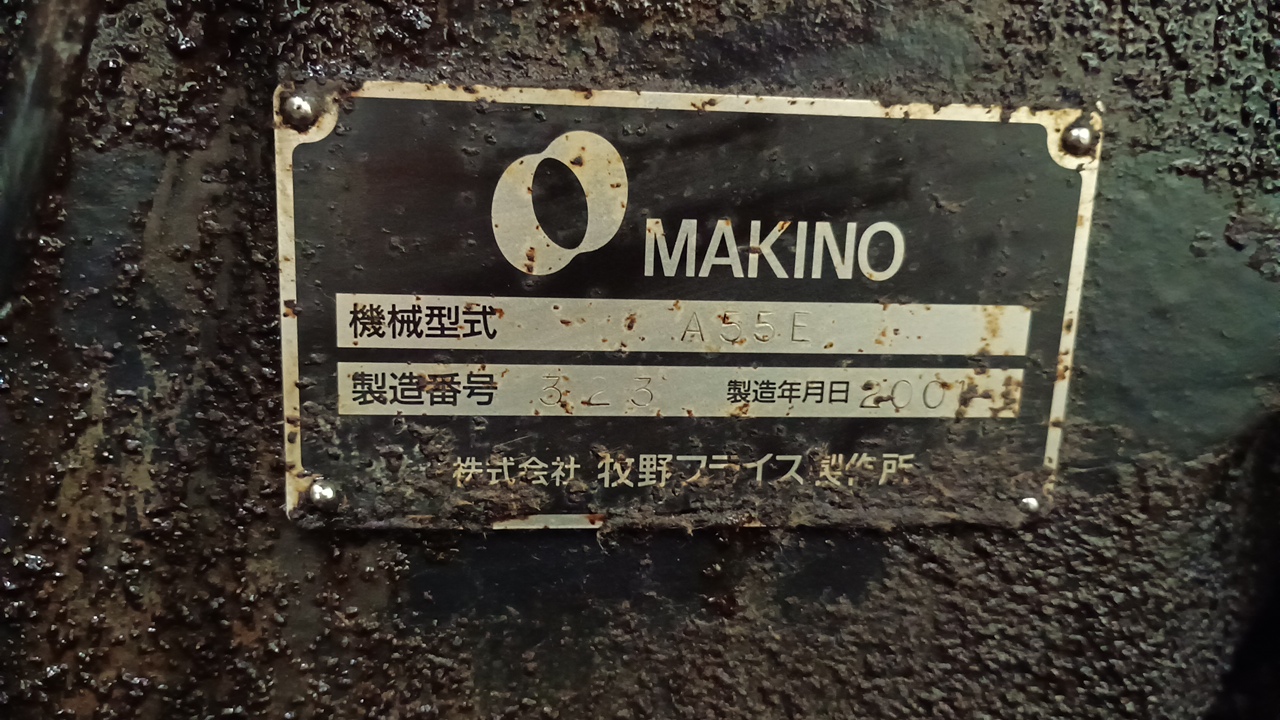 MAKINO
機械型式 A55E
製造番号 323 製造年月日 2001
株式会社 牧野フライス製作所